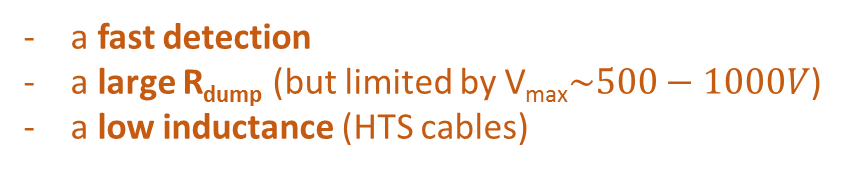 - a fast detection
- a large Rdump (but limited by Vmax~500 − 1000V)
- a low inductance (HTS cables)